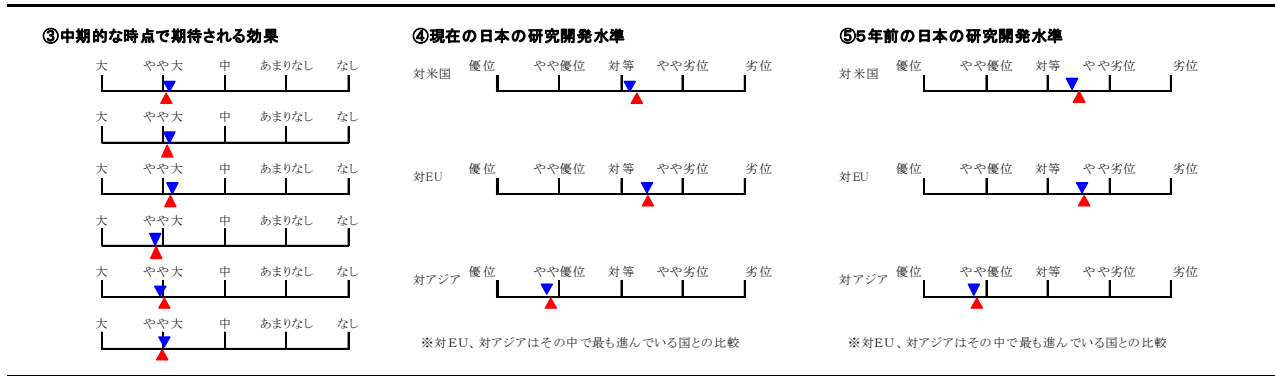 ③中期的な時点で期待される効果
大 やや大 中 あまりなし なし
大 やや大 中 あまりなし なし
大 やや大 中 あまりなし なし
大 やや大 中 あまりなし なし
大 やや大 中 あまりなし なし
大 やや大 中 あまりなし なし
④現在の日本の研究開発水準
対米国 優位 やや優位 対等 やや劣位 劣位
対EU 優位 やや優位 対等 やや劣位 劣位
対アジア 優位 やや優位 対等 やや劣位 劣位
※対EU、対アジアはその中で最も進んでいる国との比較
⑤5年前の日本の研究開発水準
対米国 優位 やや優位 対等 やや劣位 劣位
対EU 優位 やや優位 対等 やや劣位 劣位
対アジア 優位 やや優位 対等 やや劣位 劣位
※対EU、対アジアはその中で最も進んでいる国との比較